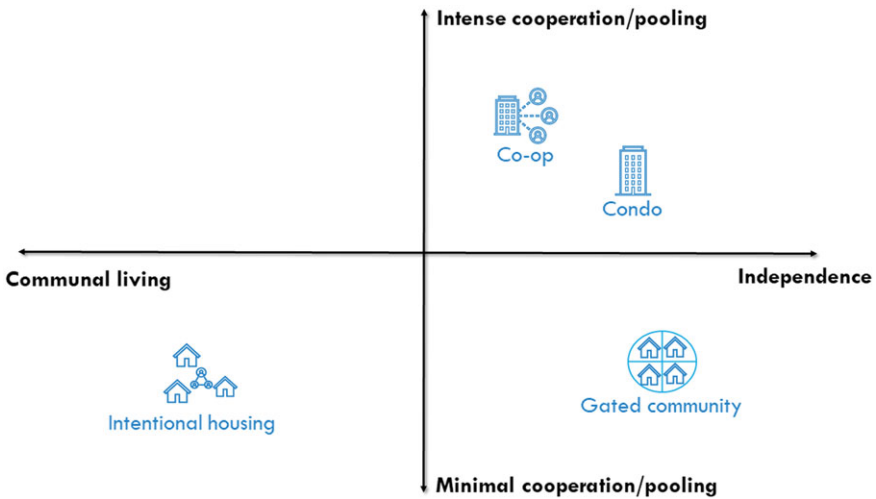 Intense cooperation/pooling
Co-op
Condo
Communal living
Independence
Intentional housing
Gated community
Minimal cooperation/pooling